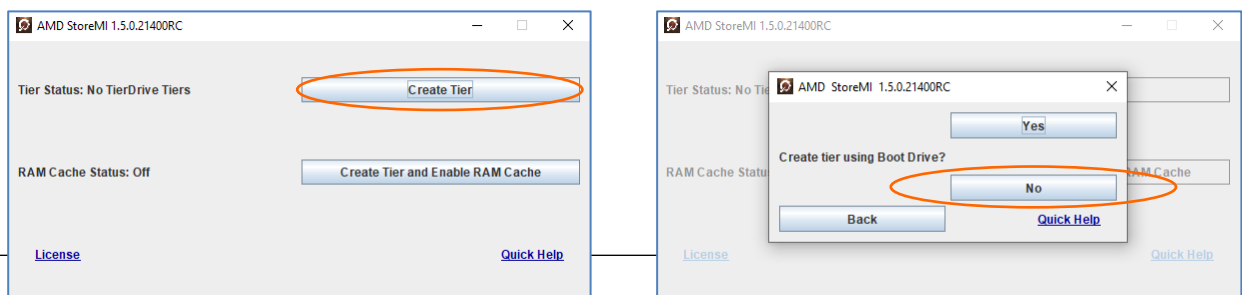 AMD StoreMI 1.5.0.21400RC
Tier Status: No TierDrive Tiers
Create Tier
RAM Cache Status: Off
Create Tier and Enable RAM Cache
License
Quick Help
AMD StoreMI 1.5.0.21400RC
Tier Status: No Tie
AMD StoreMI 1.5.0.21400RC
Yes
Create tier using Boot Drive?
No
Back
Quick Help
RAM Cache Statu
AM Cache
License
Quick Help